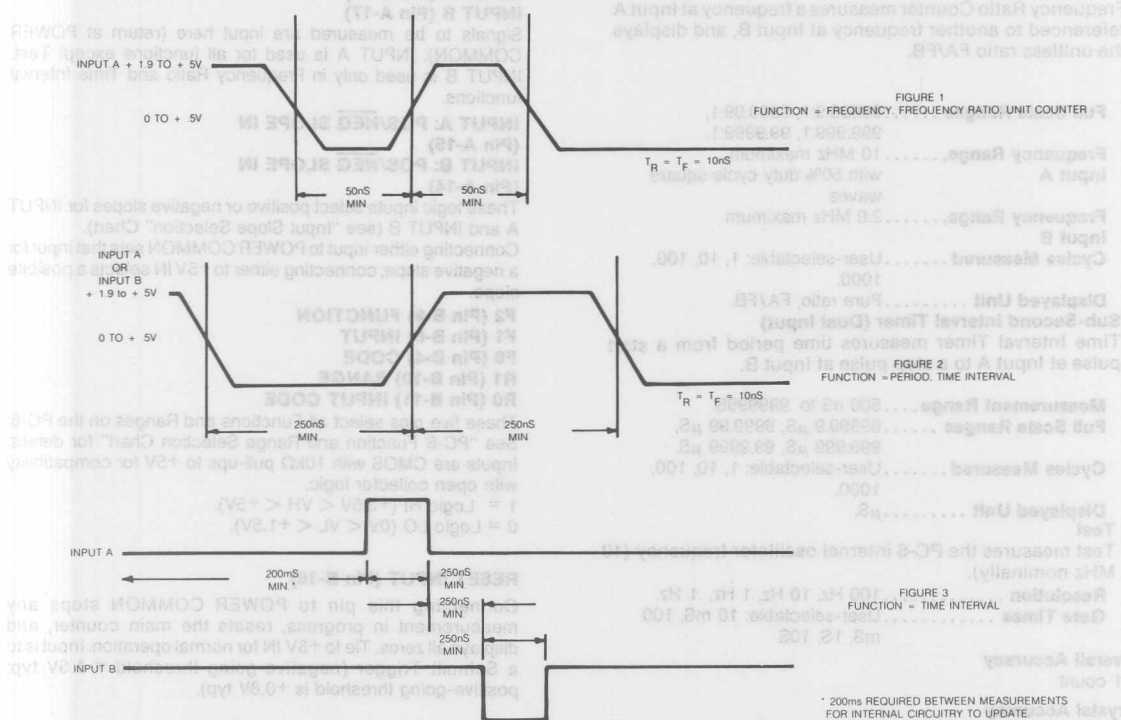 INPUT A + 1.9 TO + 5V
0 TO + .5V
50nS
MIN.
50nS
MIN.
T_R = T_F = 10nS
FIGURE 1
FUNCTION = FREQUENCY, FREQUENCY RATIO, UNIT COUNTER
INPUT A
OR
INPUT B
+ 1.9 to + 5V
0 TO + .5V
250nS
MIN
250nS
MIN.
T_R = T_F = 10nS
FIGURE 2
FUNCTION = PERIOD, TIME INTERVAL
INPUT A
200mS
MIN *
250nS
MIN.
250nS
MIN.
250nS
MIN.
INPUT B
FIGURE 3
FUNCTION = TIME INTERVAL
* 200ms REQUIRED BETWEEN MEASUREMENTS
FOR INTERNAL CIRCUITRY TO UPDATE.